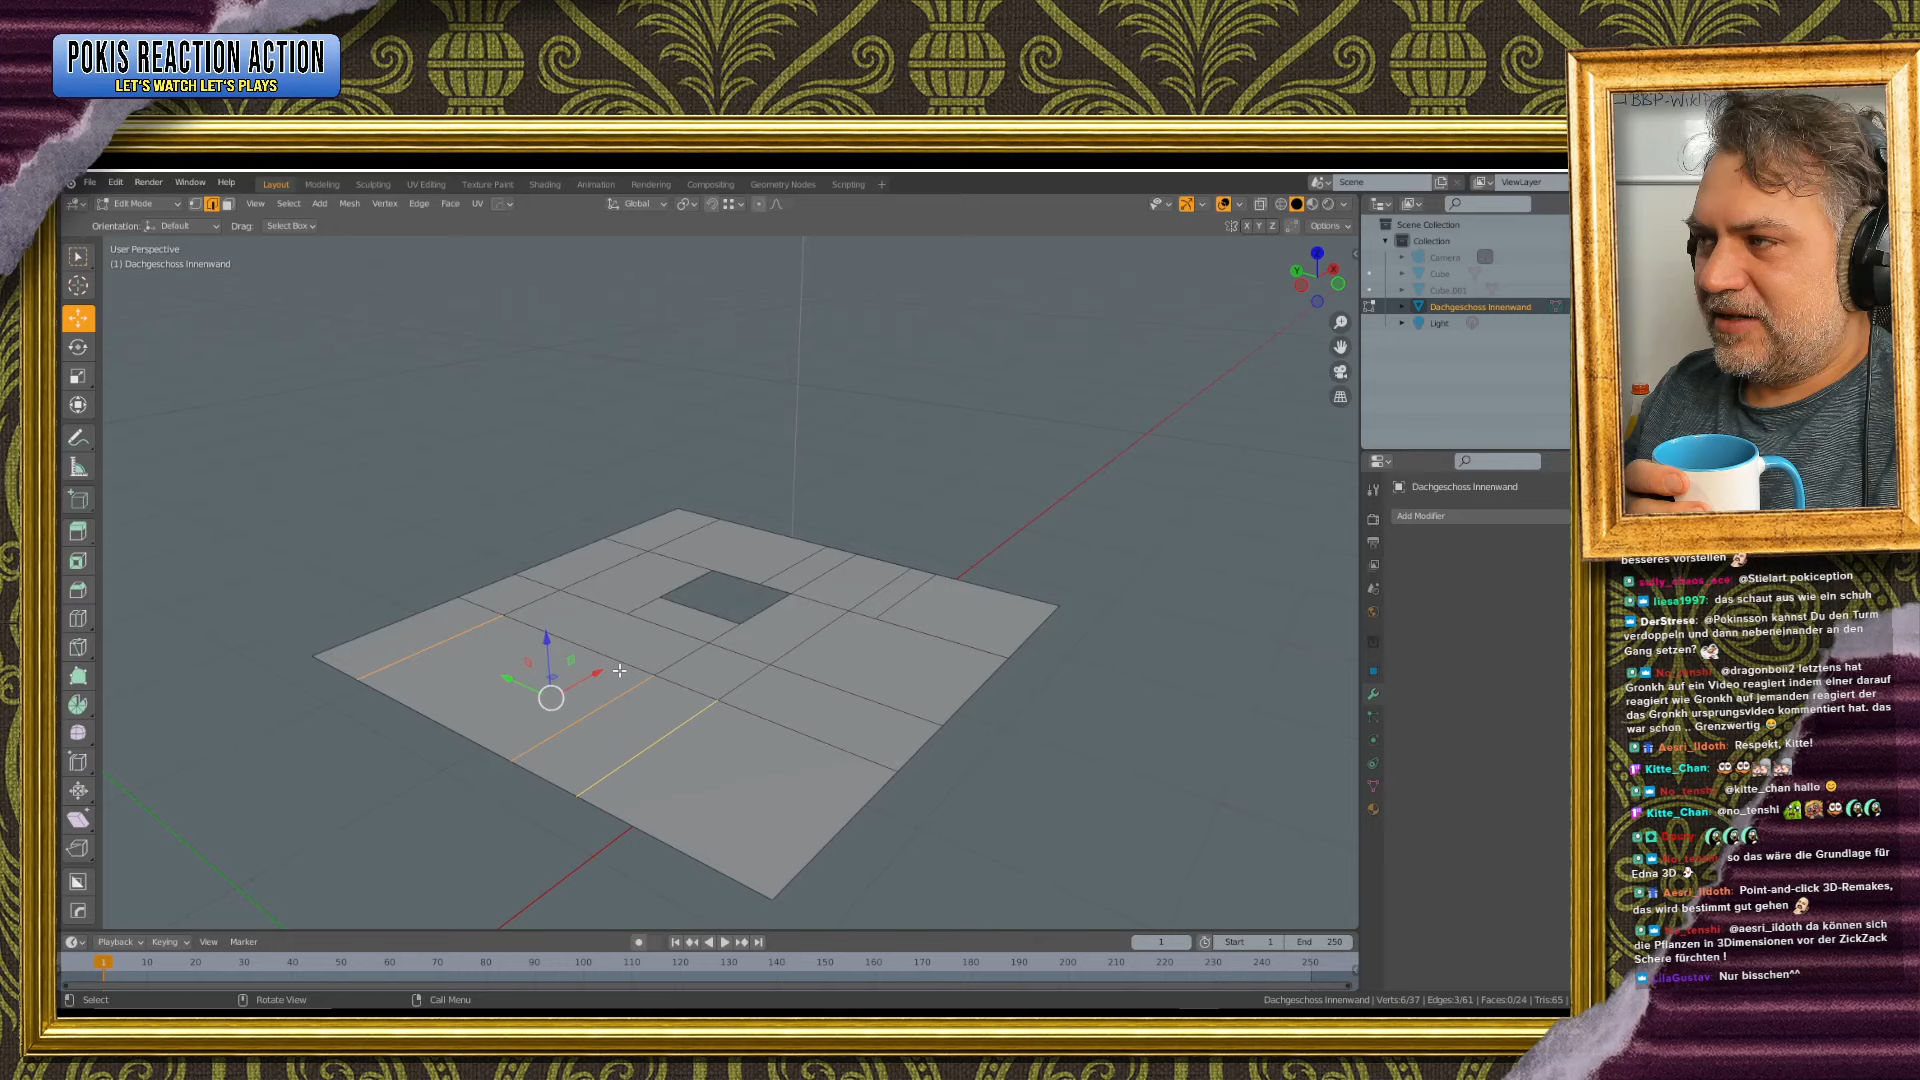 POKIS REACTION ACTION
LET'S WATCH LET'S PLAYS
File Edit Render Window Help
Layout Modeling Sculpting UV Editing Texture Paint Shading Animation Rendering Compositing Geometry Nodes Scripting +
Scene
ViewLayer
Edit Mode
View Select Add Mesh Vertex Edge Face UV
Global
Orientation: Default Drag: Select Box
X Y Z Options
User Perspective
(1) Dachgeschoss Innenwand
Scene Collection
Collection
Camera
Cube
Cube.001
Dachgeschoss Innenwand
Light
Dachgeschoss Innenwand
Add Modifier
Playback Keying View Marker
1 Start 1 End 250
1 10 20 30 40 50 60 70 80 90 100 110 120 130 140 150 160 170 180 190 200 210 220 230 240 250
Select Rotate View Call Menu
Dachgeschoss Innenwand | Verts:6/37 | Edges:3/61 | Faces:0/24 | Tris:65
besseres vorstellen
sully_chaos_ace: @Stielart pokiception
liesa1997: das schaut aus wie ein schuh
DerStrese: @Pokinsson kannst Du den Turm
verdoppeln und dann nebeneinander an den
Gang setzen?
No_tenshi: @dragonboii2 letztens hat
Gronkh auf ein Video reagiert indem einer darauf
reagiert wie Gronkh auf jemanden reagiert der
das Gronkh ursprungsvideo kommentiert hat. das
war schon .. Grenzwertig
Aesri_Ildoth: Respekt, Kitte!
Kitte_Chan:
No_tenshi: @kitte_chan hallo
Kitte_Chan: @no_tenshi
No_tenshi: so das wäre die Grundlage für
Edna 3D
Aesri_Ildoth: Point-and-click 3D-Remakes,
das wird bestimmt gut gehen
No_tenshi: @aesri_ildoth da können sich
die Pflanzen in 3Dimensionen vor der ZickZack
Schere fürchten !
LilaGustav: Nur bisschen^^